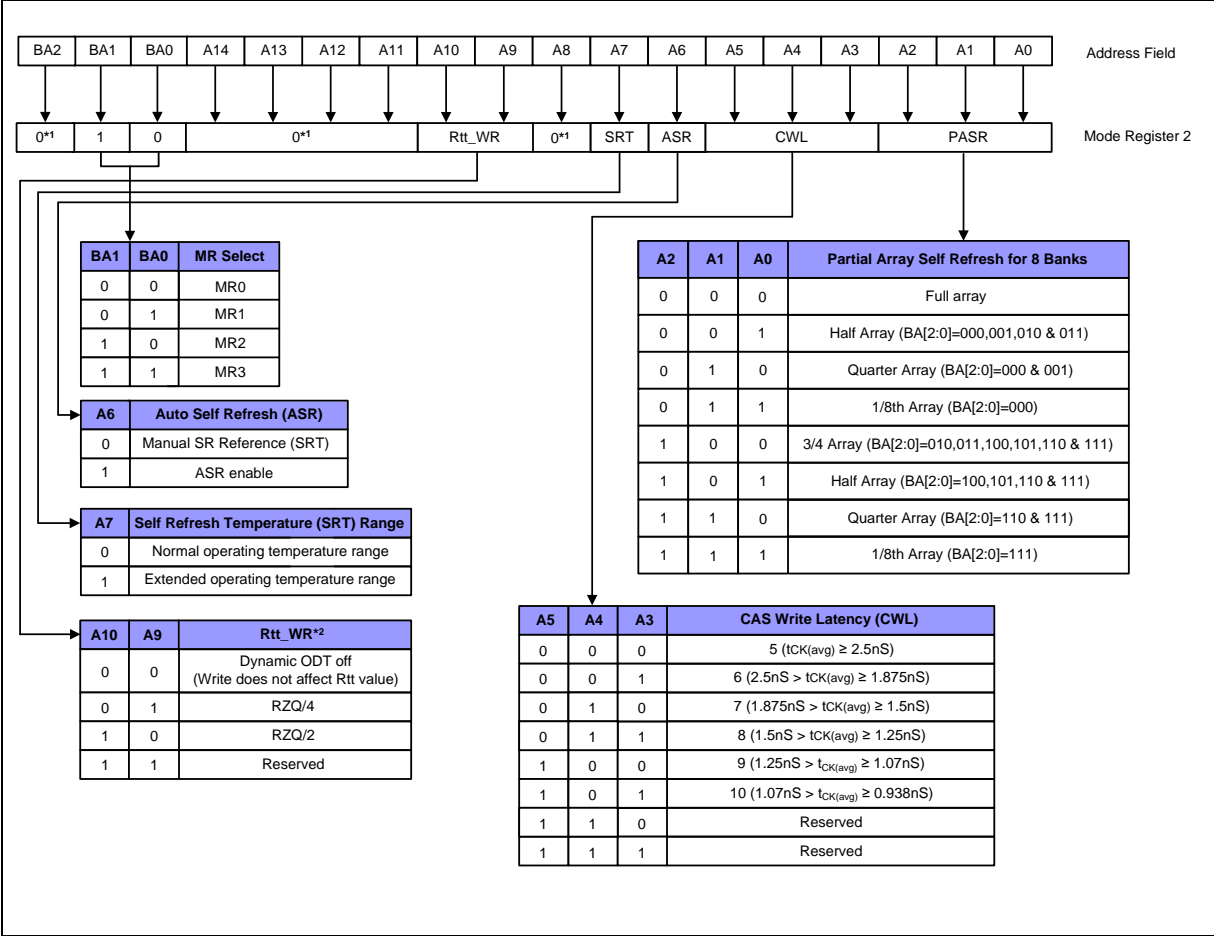 BA2 BA1 BA0 A14 A13 A12 A11 A10 A9 A8 A7 A6 A5 A4 A3 A2 A1 A0 Address Field
0*1 1 0 0*1 Rtt_WR 0*1 SRT ASR CWL PASR Mode Register 2
BA1 BA0 MR Select
0 0 MR0
0 1 MR1
1 0 MR2
1 1 MR3
A6 Auto Self Refresh (ASR)
0 Manual SR Reference (SRT)
1 ASR enable
A7 Self Refresh Temperature (SRT) Range
0 Normal operating temperature range
1 Extended operating temperature range
A10 A9 Rtt_WR*2
0 0 Dynamic ODT off
(Write does not affect Rtt value)
0 1 RZQ/4
1 0 RZQ/2
1 1 Reserved
A2 A1 A0 Partial Array Self Refresh for 8 Banks
0 0 0 Full array
0 0 1 Half Array (BA[2:0]=000,001,010 & 011)
0 1 0 Quarter Array (BA[2:0]=000 & 001)
0 1 1 1/8th Array (BA[2:0]=000)
1 0 0 3/4 Array (BA[2:0]=010,011,100,101,110 & 111)
1 0 1 Half Array (BA[2:0]=100,101,110 & 111)
1 1 0 Quarter Array (BA[2:0]=110 & 111)
1 1 1 1/8th Array (BA[2:0]=111)
A5 A4 A3 CAS Write Latency (CWL)
0 0 0 5 (tCK(avg) ≥ 2.5nS)
0 0 1 6 (2.5nS > tCK(avg) ≥ 1.875nS)
0 1 0 7 (1.875nS > tCK(avg) ≥ 1.5nS)
0 1 1 8 (1.5nS > tCK(avg) ≥ 1.25nS)
1 0 0 9 (1.25nS > tCK(avg) ≥ 1.07nS)
1 0 1 10 (1.07nS > tCK(avg) ≥ 0.938nS)
1 1 0 Reserved
1 1 1 Reserved